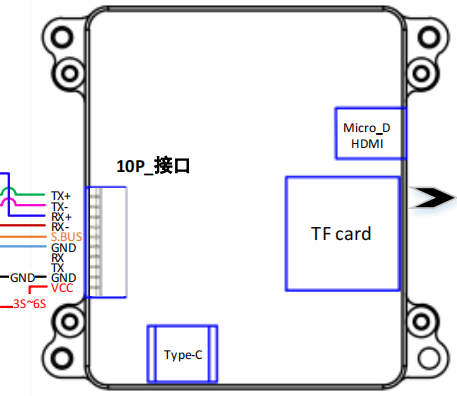 Micro_D
HDMI
10P_接口
TX+
TX-
RX+
RX-
S.BUS
GND
RX
TX
GND GND
VCC
3S~6S
TF card
Type-C